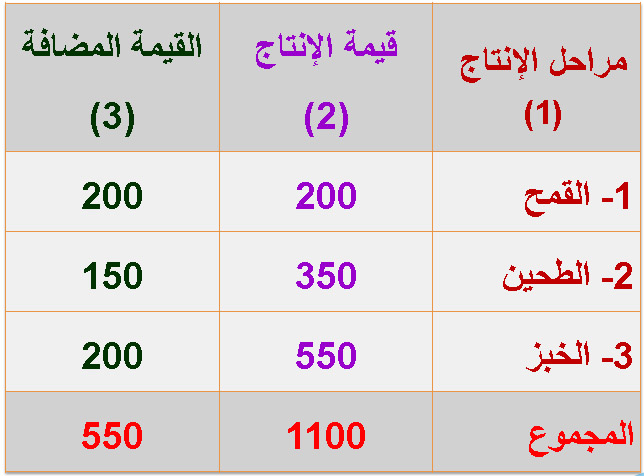 مراحل الإنتاج (1) قيمة الإنتاج (2) القيمة المضافة (3)
1- القمح 200 200
2- الطحين 350 150
3- الخبز 550 200
المجموع 1100 550